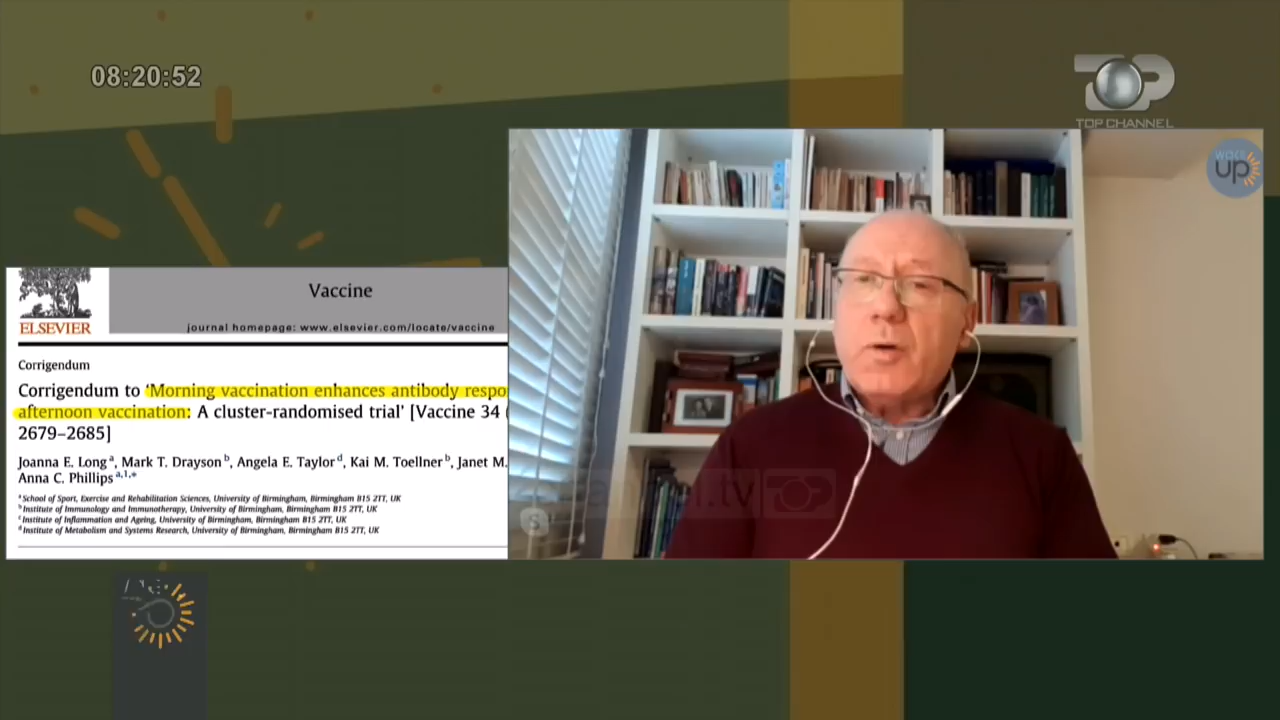 08:20:52
TOP CHANNEL
WAKE
UP
ELSEVIER
Vaccine
journal homepage: www.elsevier.com/locate/vaccine
Corrigendum
Corrigendum to ‘Morning vaccination enhances antibody respo
afternoon vaccination: A cluster-randomised trial’ [Vaccine 34 (
2679–2685]
Joanna E. Long a, Mark T. Drayson b, Angela E. Taylor d, Kai M. Toellner b, Janet M.
Anna C. Phillips a,1,*
a School of Sport, Exercise and Rehabilitation Sciences, University of Birmingham, Birmingham B15 2TT, UK
b Institute of Immunology and Immunotherapy, University of Birmingham, Birmingham B15 2TT, UK
c Institute of Inflammation and Ageing, University of Birmingham, Birmingham B15 2TT, UK
d Institute of Metabolism and Systems Research, University of Birmingham, Birmingham B15 2TT, UK
S